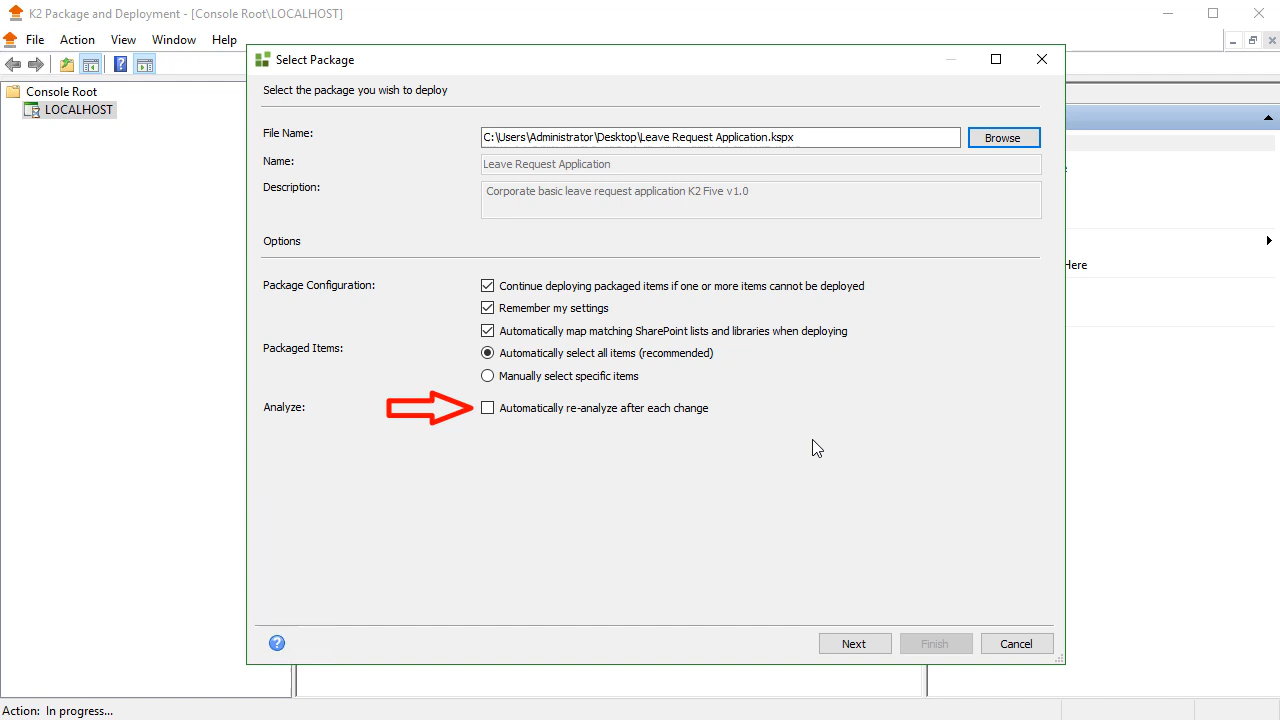 K2 Package and Deployment - [Console Root\LOCALHOST]
File Action View Window Help
Console Root
LOCALHOST
Select Package
Select the package you wish to deploy
File Name: C:\Users\Administrator\Desktop\Leave Request Application.kspx Browse
Name: Leave Request Application
Description: Corporate basic leave request application K2 Five v1.0
Options
Package Configuration: Continue deploying packaged items if one or more items cannot be deployed
Remember my settings
Automatically map matching SharePoint lists and libraries when deploying
Packaged Items: Automatically select all items (recommended)
Manually select specific items
Analyze: Automatically re-analyze after each change
Here
Next Finish Cancel
Action: In progress...